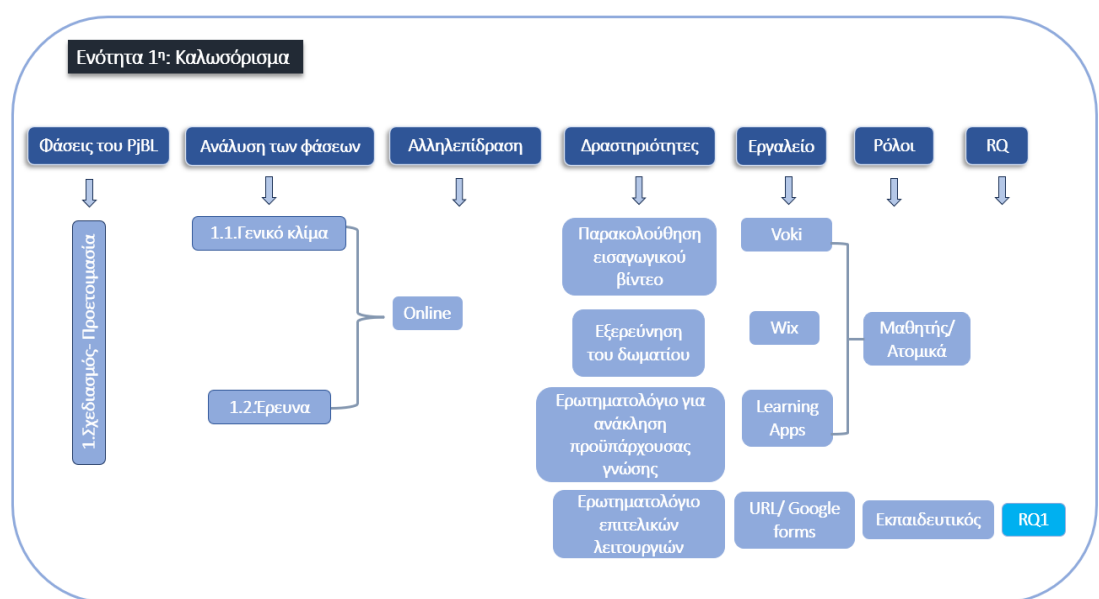 Ενότητα 1η: Καλωσόρισμα
Φάσεις του PjBL
Ανάλυση των φάσεων
Αλληλεπίδραση
Δραστηριότητες
Εργαλείο
Ρόλοι
RQ
1.Σχεδιασμός- Προετοιμασία
1.1.Γενικό κλίμα
1.2.Έρευνα
Online
Παρακολούθηση
εισαγωγικού
βίντεο
Εξερεύνηση
του δωματίου
Ερωτηματολόγιο για
ανάκληση
προϋπάρχουσας
γνώσης
Ερωτηματολόγιο
επιτελικών
λειτουργιών
Voki
Wix
Learning
Apps
URL/ Google
forms
Μαθητής/
Ατομικά
Εκπαιδευτικός
RQ1